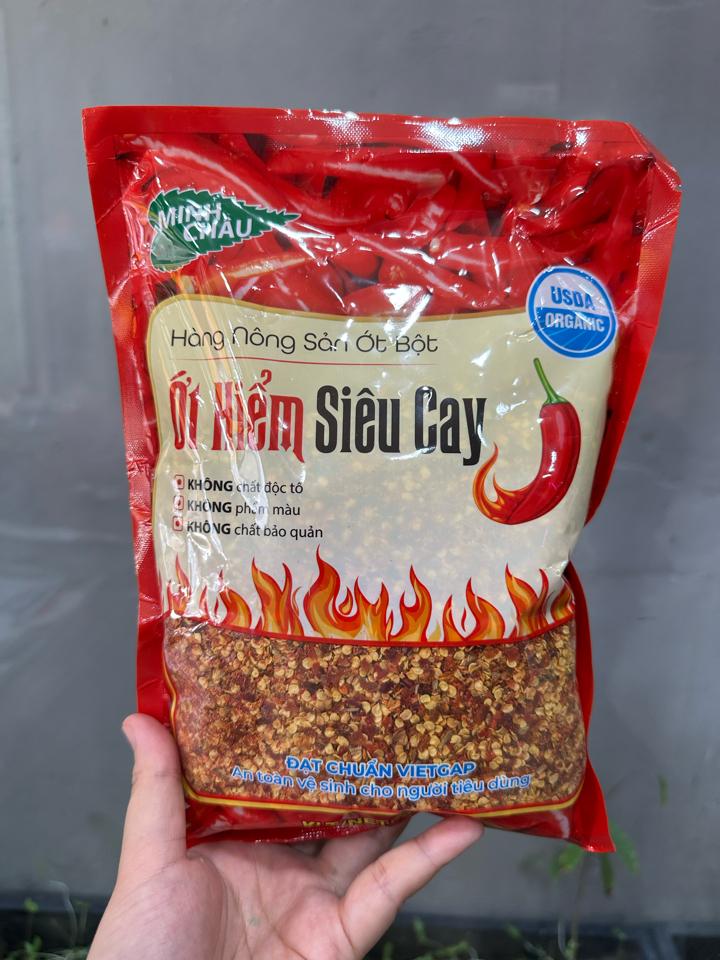 MINH
CHÂU
USDA
ORGANIC
Hàng Nông Sản Ớt Bột
Ớt Hiểm Siêu Cay
KHÔNG chất độc tố
KHÔNG phẩm màu
KHÔNG chất bảo quản
ĐẠT CHUẨN VIETGAP
An toàn vệ sinh cho người tiêu dùng